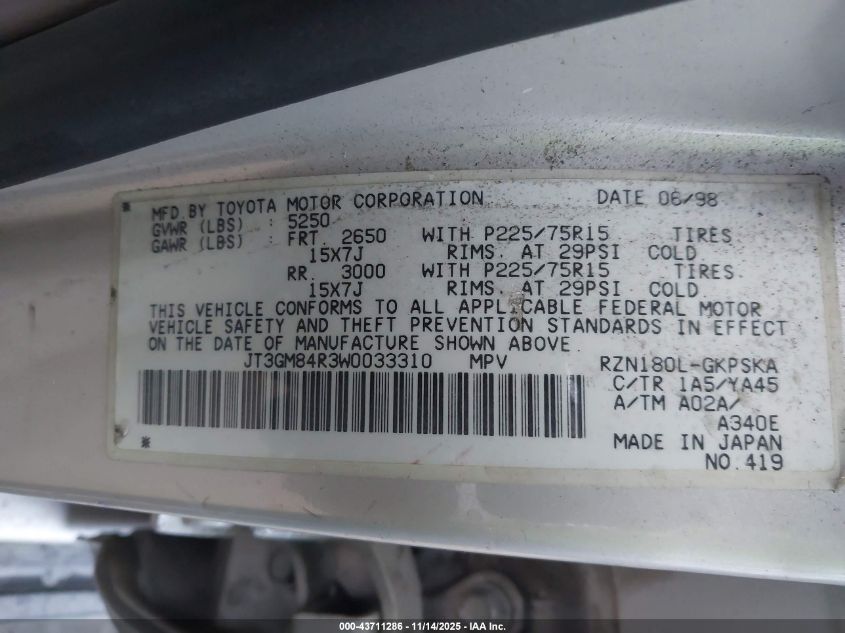 MFD.BY TOYOTA MOTOR CORPORATION DATE 06/98
GVWR (LBS) : 5250
GAWR (LBS) : FRT. 2650 WITH P225/75R15 TIRES
15X7J RIMS. AT 29PSI COLD
RR. 3000 WITH P225/75R15 TIRES
15X7J RIMS. AT 29PSI COLD
THIS VEHICLE CONFORMS TO ALL APPLICABLE FEDERAL MOTOR
VEHICLE SAFETY AND THEFT PREVENTION STANDARDS IN EFFECT
ON THE DATE OF MANUFACTURE SHOWN ABOVE.
JT3GM84R3W0033310 MPV RZN180L-GKPSKA
C/TR 1A5/YA45
A/TM A02A/
A340E
MADE IN JAPAN
NO.419
000-43711286 - 11/14/2025 - IAA Inc.